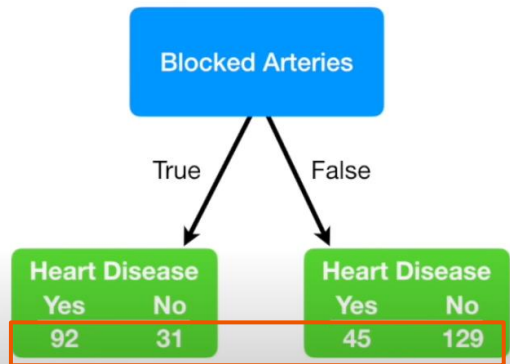 Blocked Arteries
True False
Heart Disease Heart Disease
Yes No Yes No
92 31 45 129